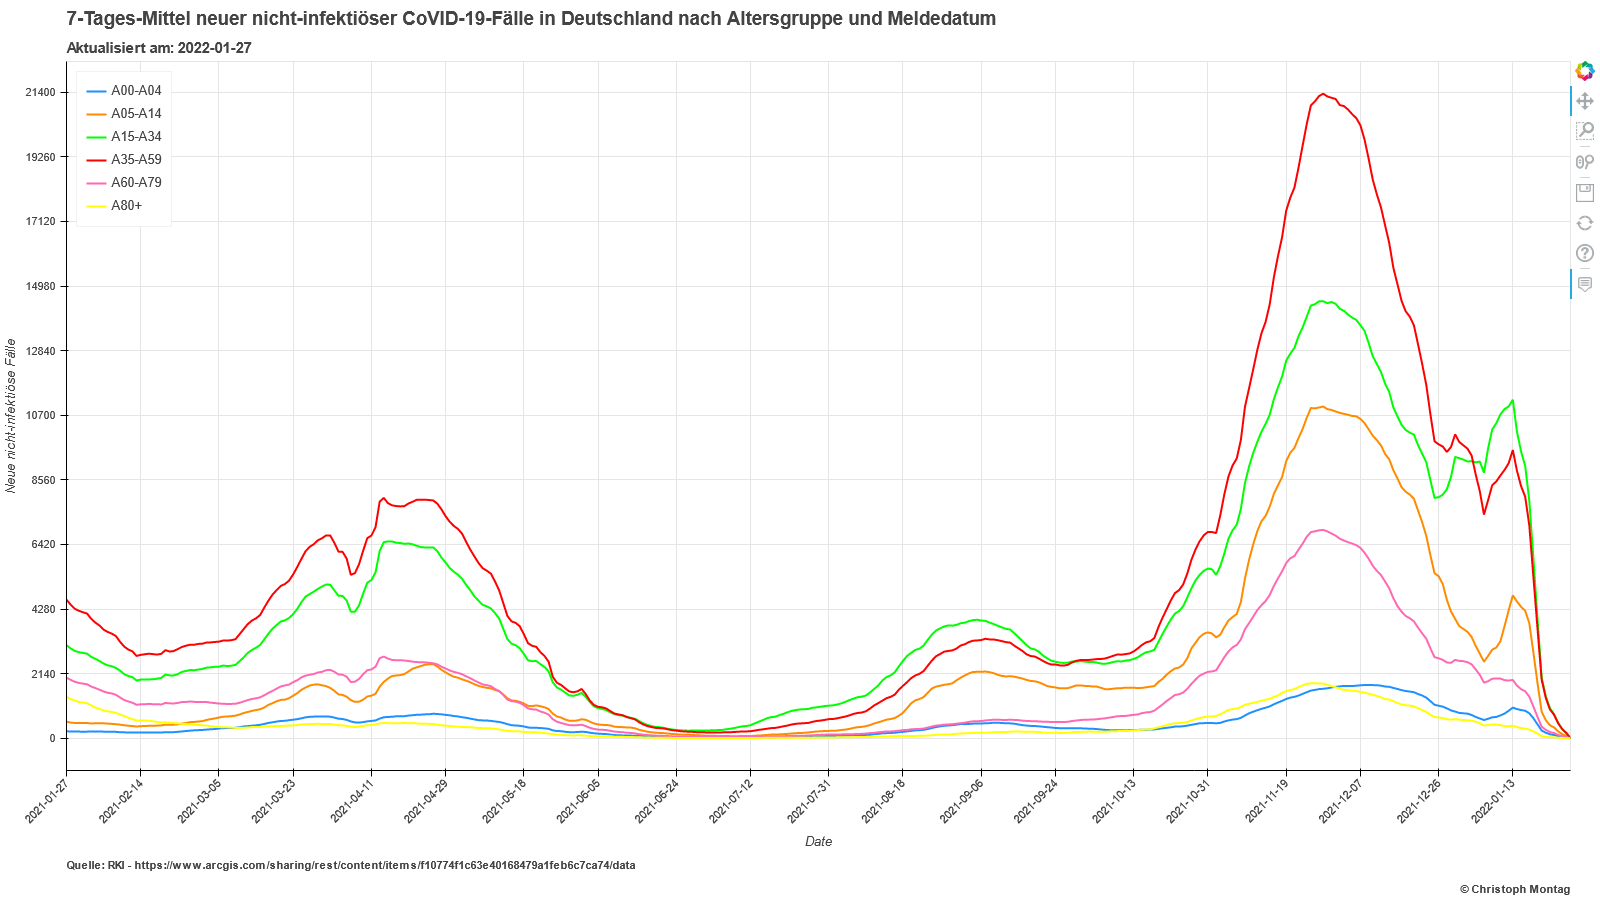 7-Tages-Mittel neuer nicht-infektiöser CoVID-19-Fälle in Deutschland nach Altersgruppe und Meldedatum
Aktualisiert am: 2022-01-27
A00-A04
A05-A14
A15-A34
A35-A59
A60-A79
A80+
21400
19260
17120
14980
12840
10700
8560
6420
4280
2140
0
Neue nicht-infektiöse Fälle
2021-01-27
2021-02-14
2021-03-05
2021-03-23
2021-04-11
2021-04-29
2021-05-18
2021-06-05
2021-06-24
2021-07-12
2021-07-31
2021-08-18
2021-09-06
2021-09-24
2021-10-13
2021-10-31
2021-11-19
2021-12-07
2021-12-26
2022-01-13
Date
Quelle: RKI - https://www.arcgis.com/sharing/rest/content/items/f10774f1c63e40168479a1feb6c7ca74/data
© Christoph Montag